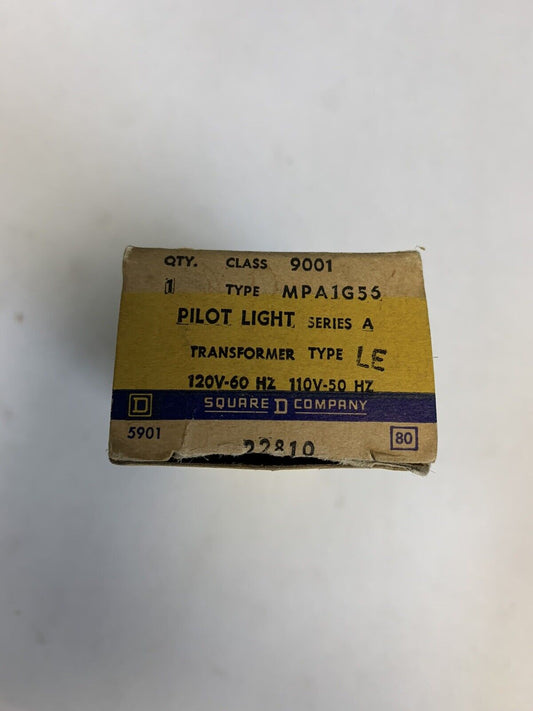 QTY. CLASS 9001
1 TYPE MPA1G56
PILOT LIGHT SERIES A
TRANSFORMER TYPE LE
120V-60 HZ 110V-50 HZ
D SQUARE D COMPANY
5901 80
22810